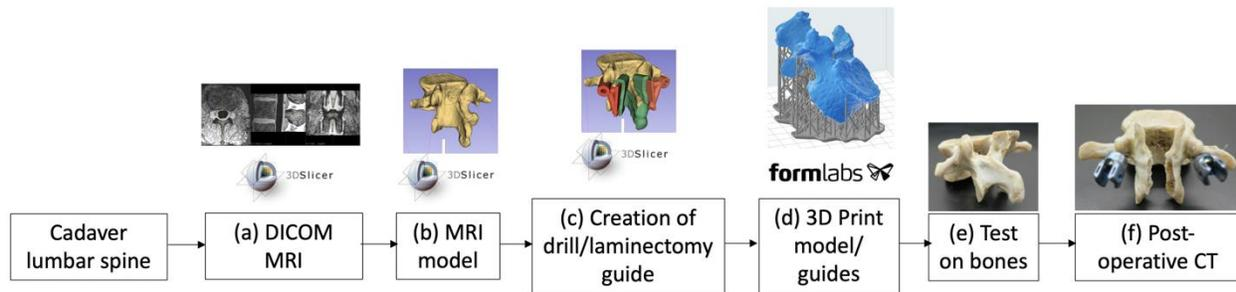 3DSlicer
3DSlicer
3DSlicer
formlabs
Cadaver
lumbar spine
(a) DICOM
MRI
(b) MRI
model
(c) Creation of
drill/laminectomy
guide
(d) 3D Print
model/
guides
(e) Test
on bones
(f) Post-
operative CT